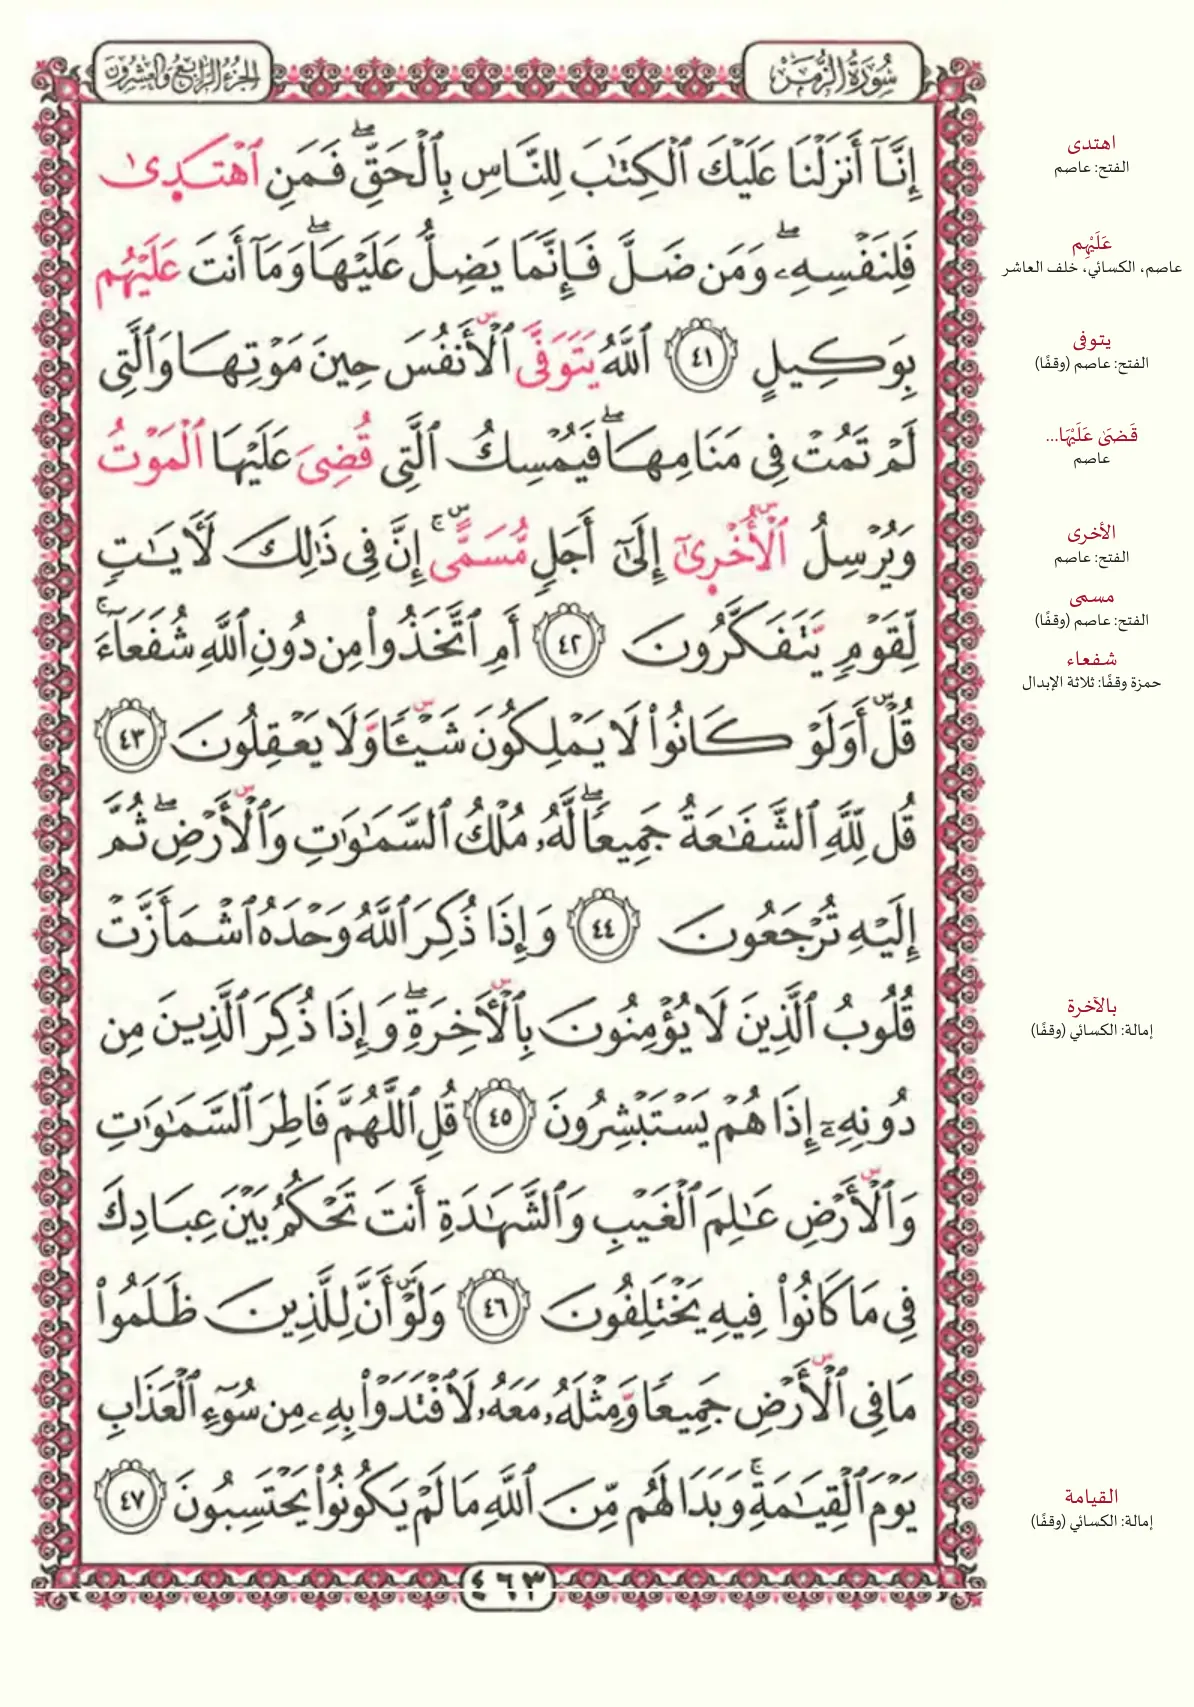 سُورَةُ الزُّمَر
الجزء الرابع والعشرون
إِنَّآ أَنزَلْنَا عَلَيْكَ ٱلْكِتَٰبَ لِلنَّاسِ بِٱلْحَقِّۖ فَمَنِ ٱهْتَدِىٰ
فَلِنَفْسِهِۦۖ وَمَن ضَلَّ فَإِنَّمَا يَضِلُّ عَلَيْهَاۖ وَمَآ أَنتَ عَلَيْهُم
بِوَكِيلٍ ٤١ ٱللَّهُ يَتَوَفَّى ٱلْأَنفُسَ حِينَ مَوْتِهَا وَٱلَّتِى
لَمْ تَمُتْ فِى مَنَامِهَاۖ فَيُمْسِكُ ٱلَّتِى قُضِىَ عَلَيْهَا ٱلْمَوْتُ
وَيُرْسِلُ ٱلْأُخْرِىٰٓ إِلَىٰٓ أَجَلٍ مُّسَمًّىۚ إِنَّ فِى ذَٰلِكَ لَأٓيَٰتٍ
لِّقَوْمٍ يَتَفَكَّرُونَ ٤٢ أَمِ ٱتَّخَذُوا۟ مِن دُونِ ٱللَّهِ شُفَعَآءَۚ
قُلْ أَوَلَوْ كَانُوا۟ لَا يَمْلِكُونَ شَيْـًٔا وَلَا يَعْقِلُونَ ٤٣
قُل لِّلَّهِ ٱلشَّفَٰعَةُ جَمِيعًاۖ لَّهُۥ مُلْكُ ٱلسَّمَٰوَٰتِ وَٱلْأَرْضِۖ ثُمَّ
إِلَيْهِ تُرْجَعُونَ ٤٤ وَإِذَا ذُكِرَ ٱللَّهُ وَحْدَهُ ٱشْمَأَزَّتْ
قُلُوبُ ٱلَّذِينَ لَا يُؤْمِنُونَ بِٱلْأَخِرَةِۖ وَإِذَا ذُكِرَ ٱلَّذِينَ مِن
دُونِهِۦٓ إِذَا هُمْ يَسْتَبْشِرُونَ ٤٥ قُلِ ٱللَّهُمَّ فَاطِرَ ٱلسَّمَٰوَٰتِ
وَٱلْأَرْضِ عَٰلِمَ ٱلْغَيْبِ وَٱلشَّهَٰدَةِ أَنتَ تَحْكُمُ بَيْنَ عِبَادِكَ
فِى مَا كَانُوا۟ فِيهِ يَخْتَلِفُونَ ٤٦ وَلَوْ أَنَّ لِلَّذِينَ ظَلَمُوا۟
مَا فِى ٱلْأَرْضِ جَمِيعًا وَمِثْلَهُۥ مَعَهُۥ لَٱفْتَدَوْا۟ بِهِۦ مِن سُوٓءِ ٱلْعَذَابِ
يَوْمَ ٱلْقِيَٰمَةِۚ وَبَدَا لَهُم مِّنَ ٱللَّهِ مَا لَمْ يَكُونُوا۟ يَحْتَسِبُونَ ٤٧
٤٦٣
اهتدى
الفتح: عاصم
عَلَيْهِم
عاصم، الكسائي، خلف العاشر
يتوفى
الفتح: عاصم (وقفًا)
قَضَىٰ عَلَيْهَا...
عاصم
الأخرى
الفتح: عاصم
مسمى
الفتح: عاصم (وقفًا)
شفعاء
حمزة وقفًا: ثلاثة الإبدال
بالآخرة
إمالة: الكسائي (وقفًا)
القيامة
إمالة: الكسائي (وقفًا)